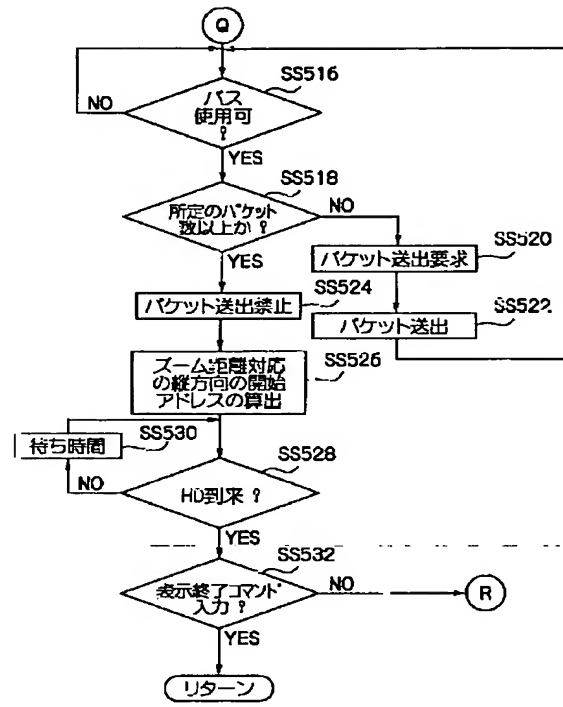 Q
SS516
バス
使用可
?
NO
YES
SS518
所定のパケット
数以上か?
NO
YES
SS520
パケット送出要求
SS522
パケット送出
SS524
パケット送出禁止
SS526
ズーム距離対応
の縦方向の開始
アドレスの算出
SS530
待ち時間
SS528
HD到来?
NO
YES
SS532
表示終了コマンド
入力?
NO
R
YES
リターン